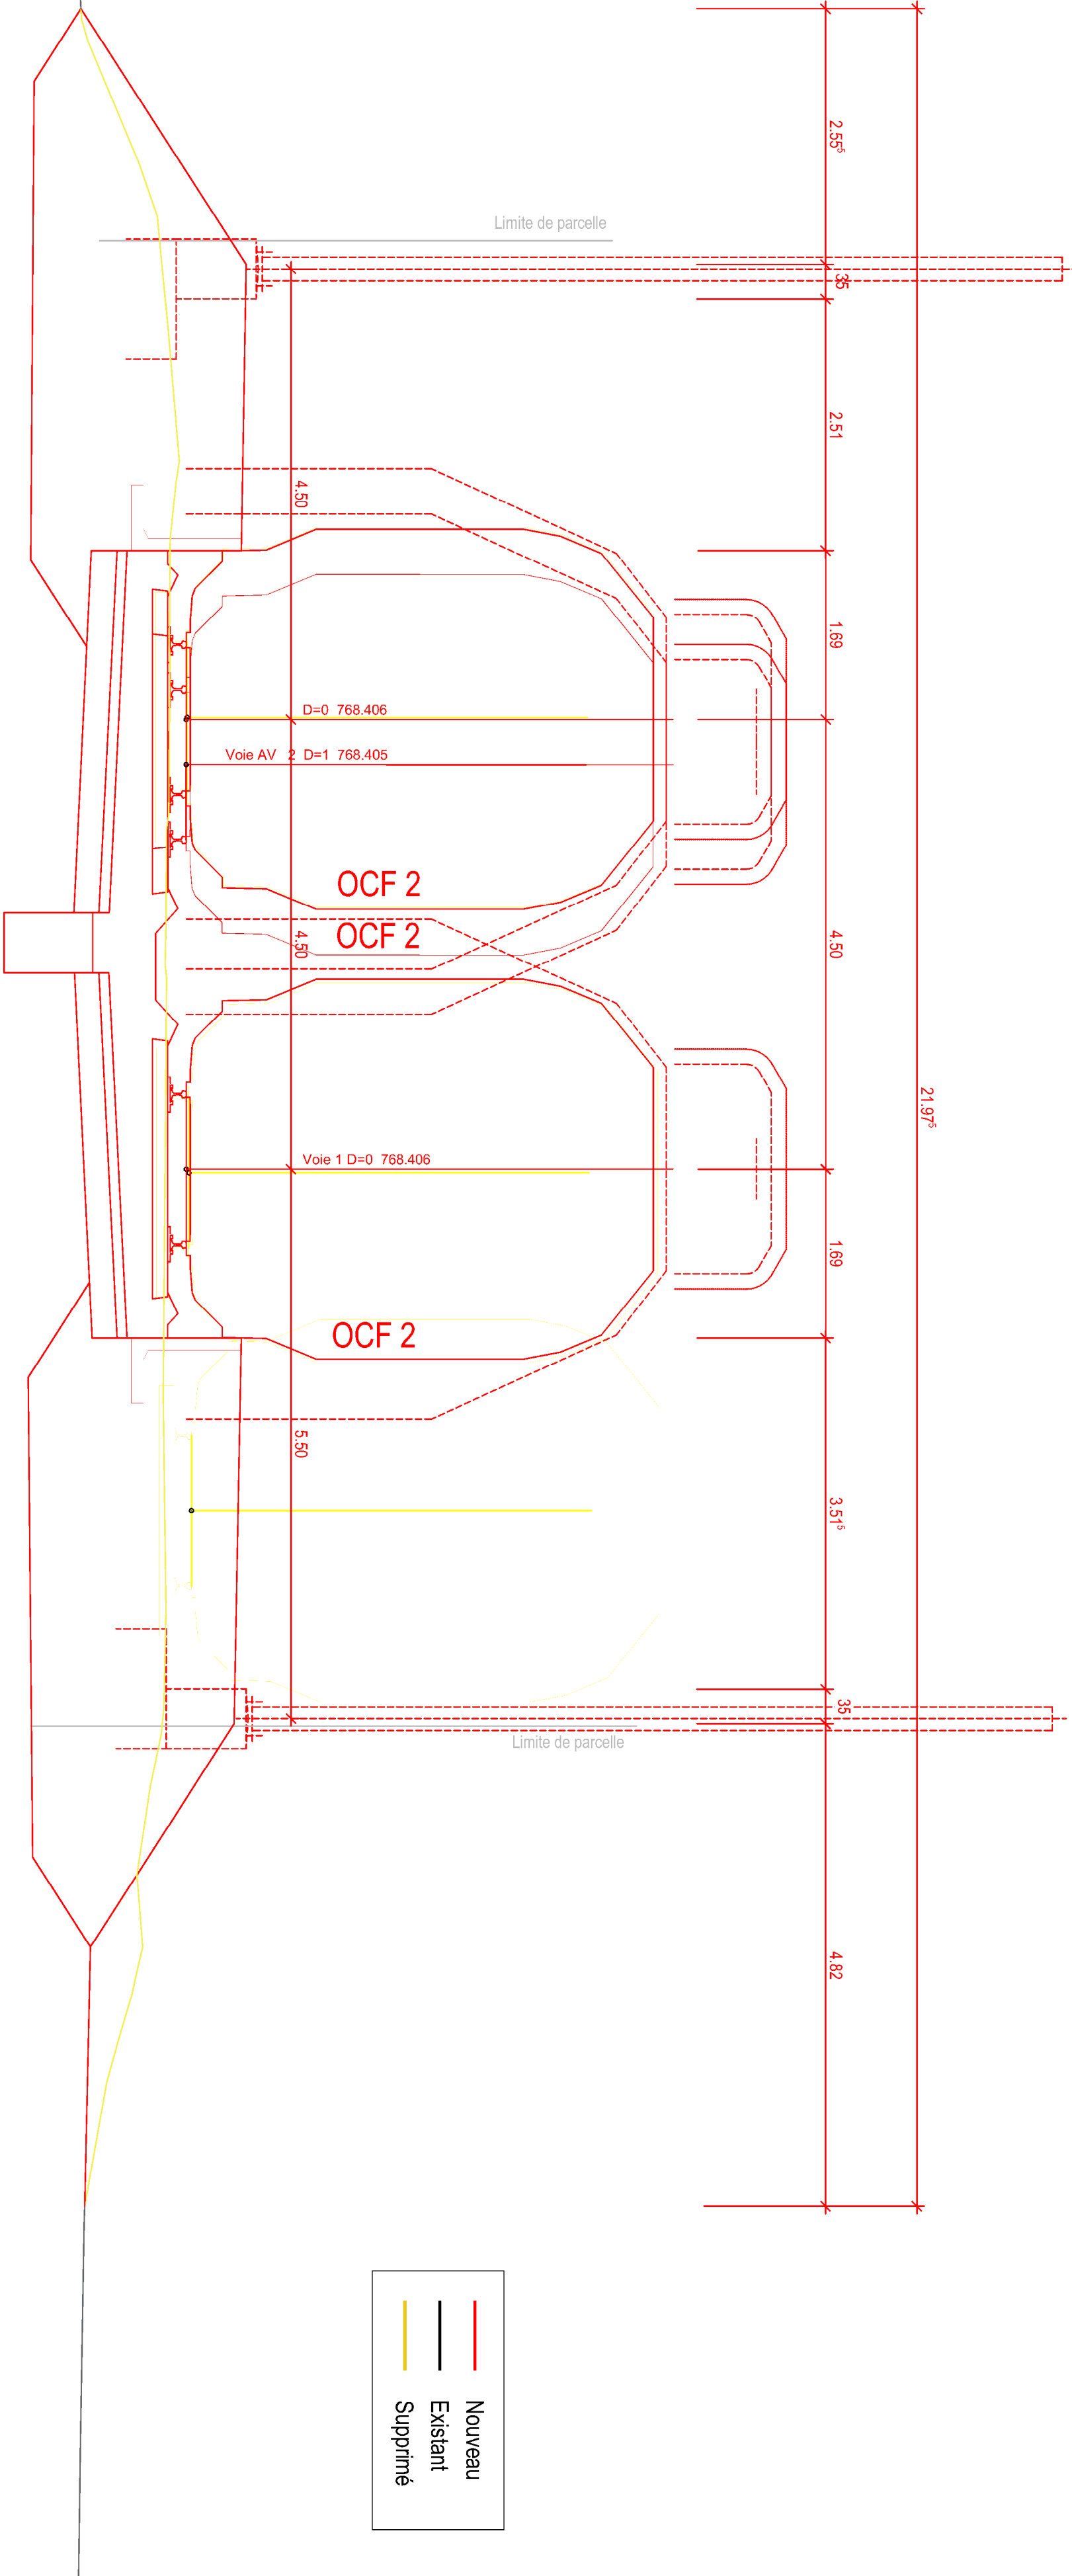 2.55⁵
Limite de parcelle
35
2.51
4.50
1.69
D=0 768.406
Voie AV 2 D=1 768.405
OCF 2
OCF 2
4.50
4.50
21.97⁵
Voie 1 D=0 768.406
1.69
OCF 2
5.50
3.51⁵
35
Limite de parcelle
4.82
Nouveau
Existant
Supprimé